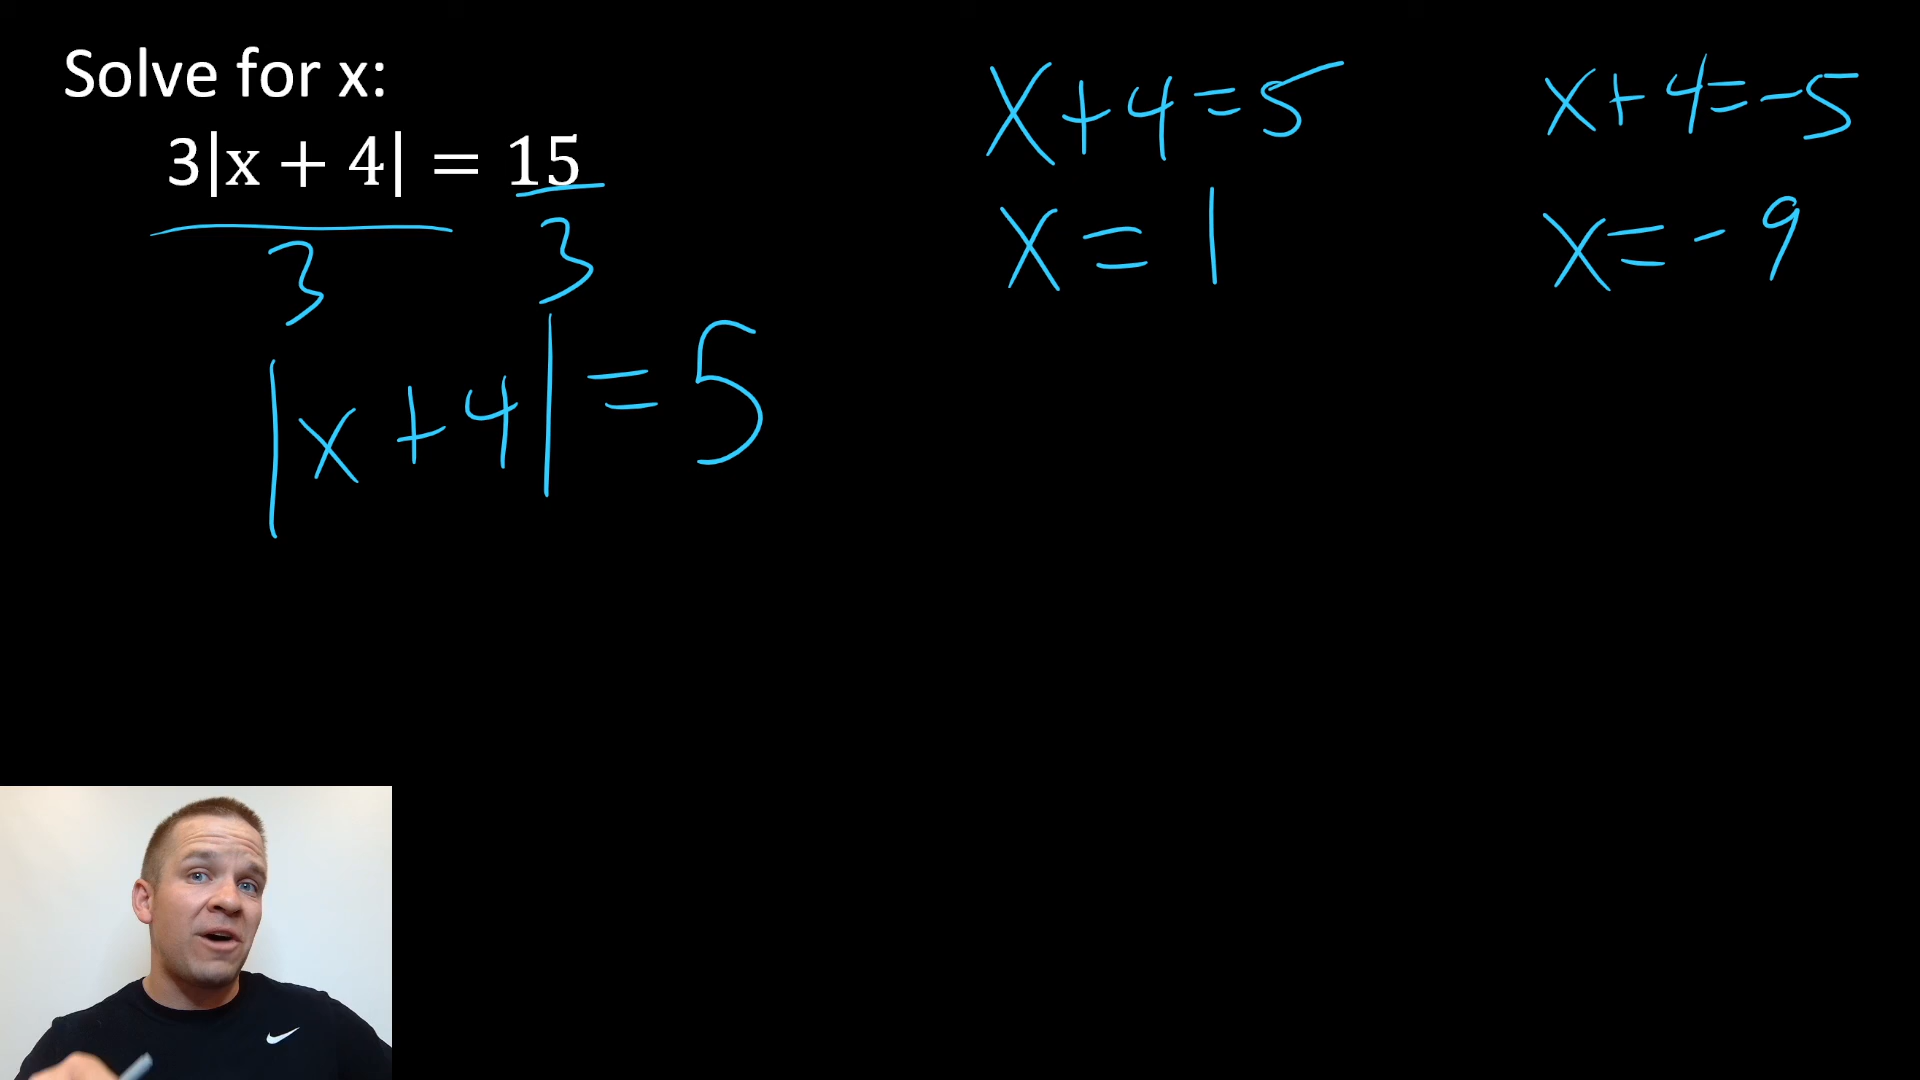 Solve for x:
3|x + 4| = 15
3 3
|x+4| = 5
x+4=5
x=1
x+4=-5
x=-9